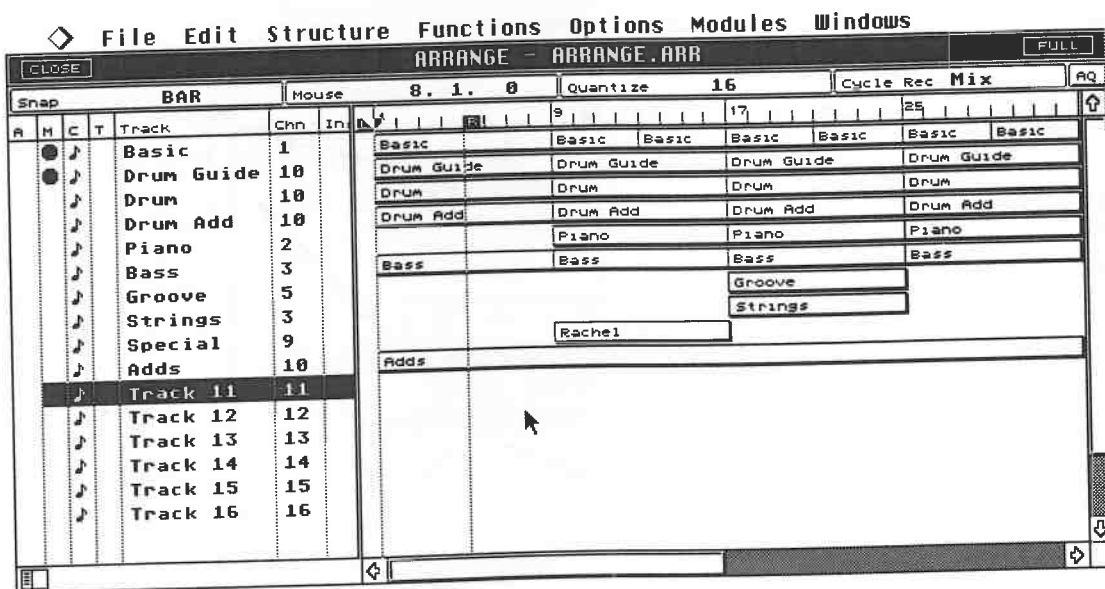 File Edit Structure Functions Options Modules Windows
CLOSE ARRANGE - ARRANGE.ARR FULL
Snap BAR Mouse 8. 1. 0 Quantize 16 Cycle Rec Mix AQ
A M C T Track Chn In 9 17 25
Basic 1 Basic Basic Basic Basic Basic Basic Basic
Drum Guide 10 Drum Guide Drum Guide Drum Guide Drum Guide
Drum 10 Drum Drum Drum Drum
Drum Add 10 Drum Add Drum Add Drum Add Drum Add
Piano 2 Piano Piano Piano
Bass 3 Bass Bass Bass Bass
Groove 5 Groove
Strings 3 Strings
Special 9 Rachel
Adds 10 Adds
Track 11 11
Track 12 12
Track 13 13
Track 14 14
Track 15 15
Track 16 16